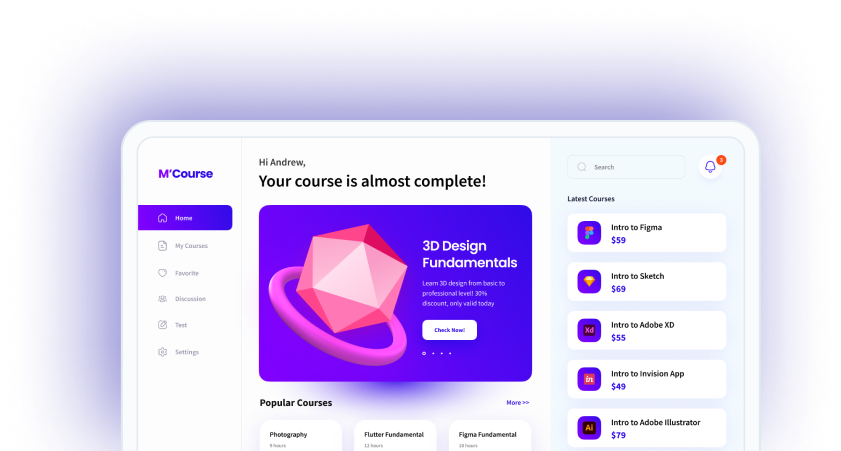 M'Course
Home
My Courses
Favorite
Discussion
Test
Settings
Hi Andrew,
Your course is almost complete!
3D Design
Fundamentals
Learn 3D design from basic to
professional level! 30%
discount, only valid today
Check Now!
Popular Courses
More >>
Photography
9 hours
Flutter Fundamental
12 hours
Figma Fundamental
10 hours
Search
3
Latest Courses
Intro to Figma
$59
Intro to Sketch
$69
Xd
Intro to Adobe XD
$55
in
Intro to Invision App
$49
Ai
Intro to Adobe Illustrator
$79